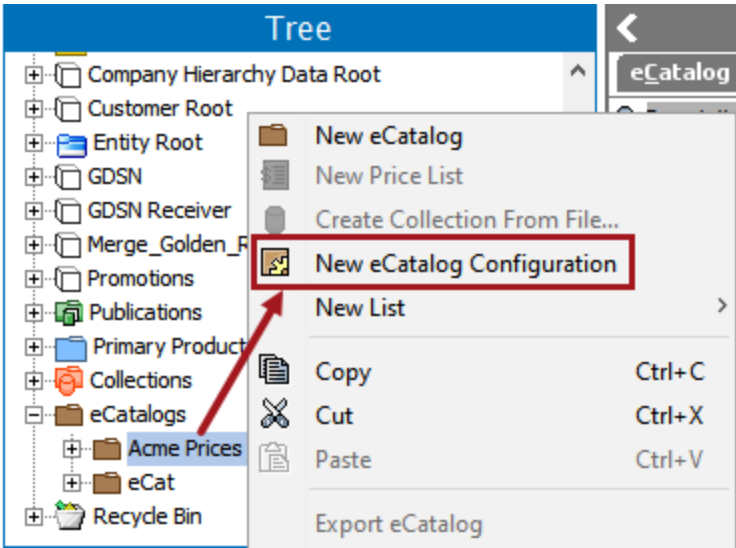 Tree
Company Hierarchy Data Root
Customer Root
Entity Root
GDSN
GDSN Receiver
Merge_Golden_R
Promotions
Publications
Primary Product
Collections
eCatalogs
Acme Prices
eCat
Recycle Bin
eCatalog
New eCatalog
New Price List
Create Collection From File...
New eCatalog Configuration
New List
Copy Ctrl+C
Cut Ctrl+X
Paste Ctrl+V
Export eCatalog